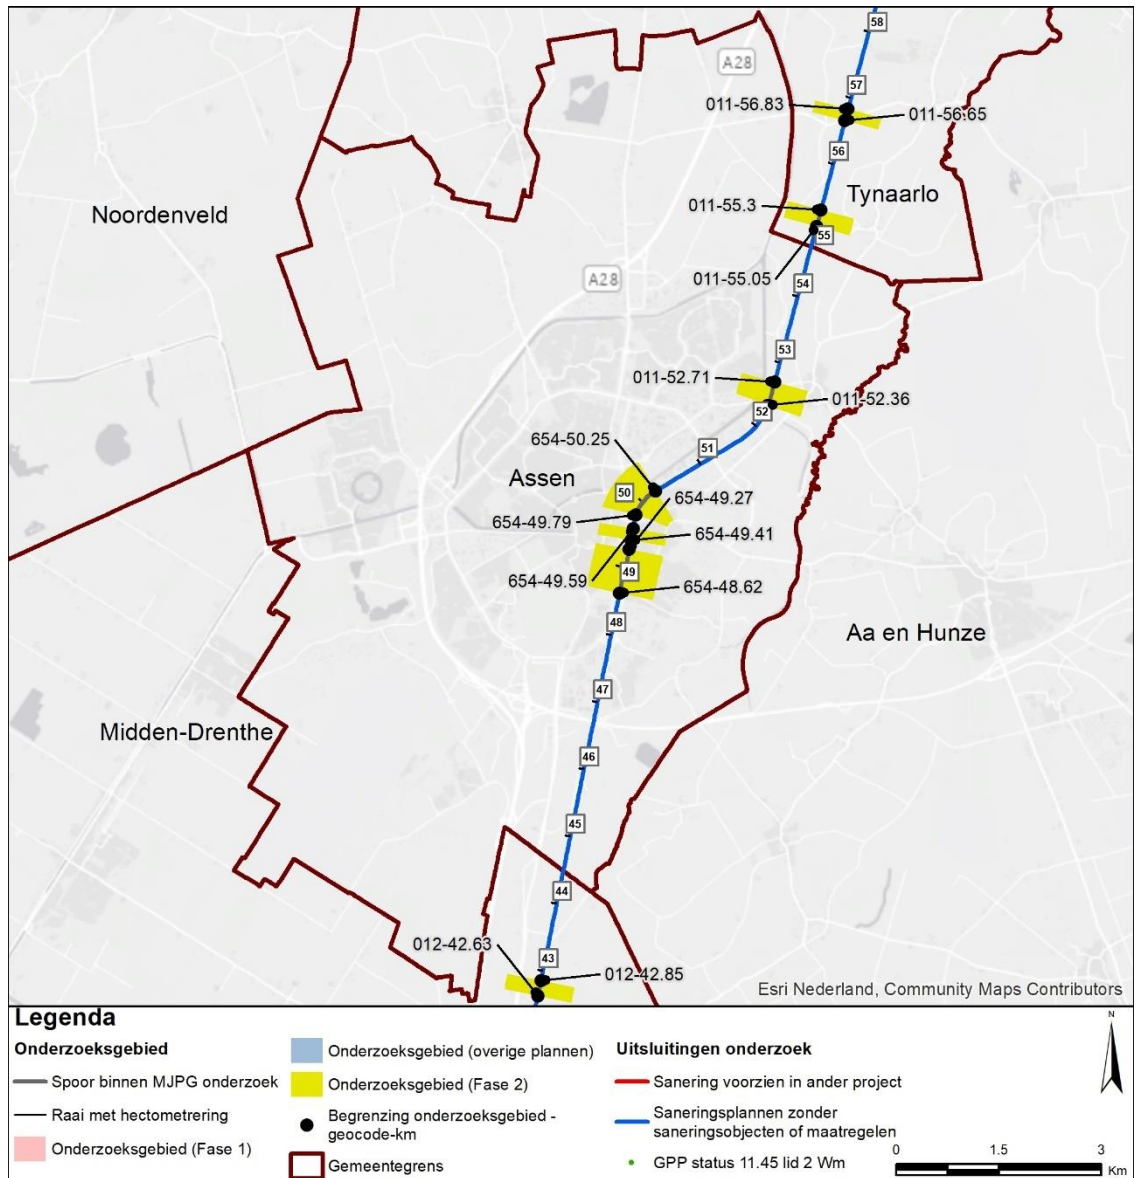 58
A28
57
011-56.83
011-56.65
56
Tynaarlo
Noordenveld
011-55.3
55
A28
011-55.05
54
53
011-52.71
011-52.36
52
654-50.25
51
Assen
50
654-49.27
654-49.79
654-49.41
49
654-49.59
654-48.62
48
Aa en Hunze
47
Midden-Drenthe
46
45
44
012-42.63
43
012-42.85
Esri Nederland, Community Maps Contributors
Legenda
Onderzoeksgebied
Spoor binnen MJPG onderzoek
Raai met hectometrering
Onderzoeksgebied (Fase 1)
Onderzoeksgebied (overige plannen)
Onderzoeksgebied (Fase 2)
Begrenzing onderzoeksgebied -
geocode-km
Gemeentegrens
Uitsluitingen onderzoek
Sanering voorzien in ander project
Saneringsplannen zonder
saneringsobjecten of maatregelen
GPP status 11.45 lid 2 Wm
N
0 1.5 3
Km